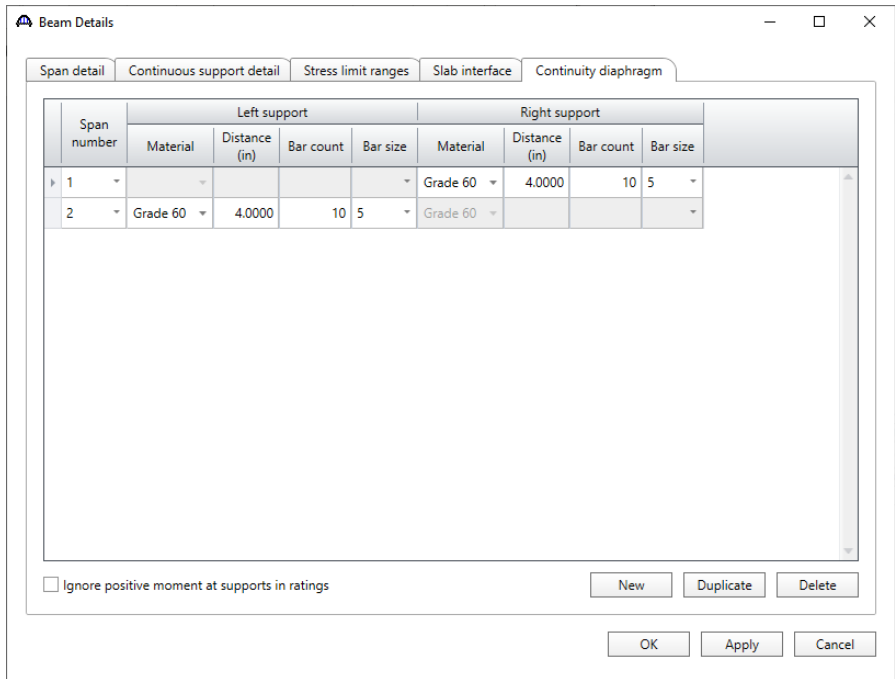 Beam Details
Span detail Continuous support detail Stress limit ranges Slab interface Continuity diaphragm
Span number Left support Right support
Material Distance (in) Bar count Bar size Material Distance (in) Bar count Bar size
1 Grade 60 4.0000 10 5
2 Grade 60 4.0000 10 5 Grade 60
Ignore positive moment at supports in ratings New Duplicate Delete
OK Apply Cancel